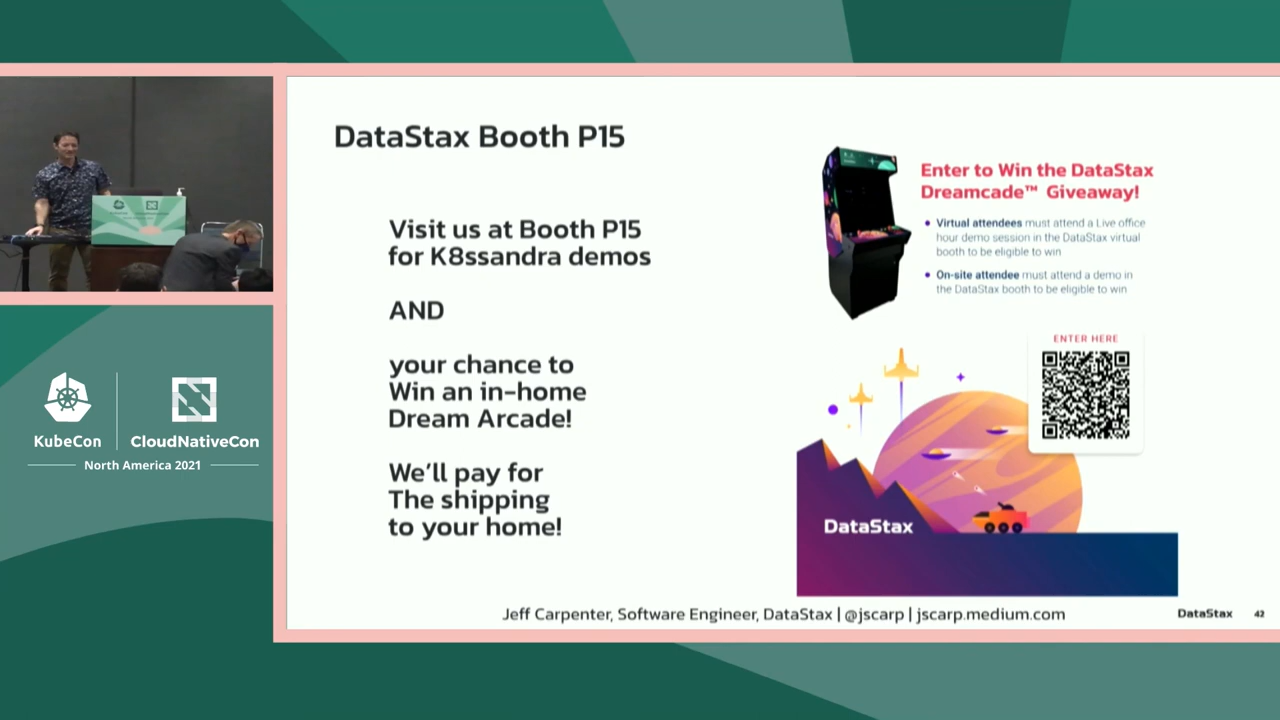 DataStax Booth P15
Visit us at Booth P15
for K8ssandra demos
AND
your chance to
Win an in-home
Dream Arcade!
We'll pay for
The shipping
to your home!
Enter to Win the DataStax
Dreamcade™ Giveaway!
• Virtual attendees must attend a Live office
hour demo session in the DataStax virtual
booth to be eligible to win
• On-site attendee must attend a demo in
the DataStax booth to be eligible to win
ENTER HERE
DataStax
Jeff Carpenter, Software Engineer, DataStax | @jscarp | jscarp.medium.com
DataStax 42
KubeCon
CloudNativeCon
North America 2021